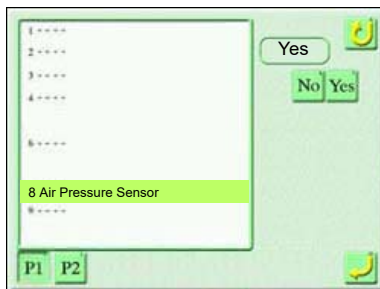 1 ----
2 ----
3 ----
4 ----
6 ----
8 Air Pressure Sensor
9 ----
Yes
No Yes
P1 P2